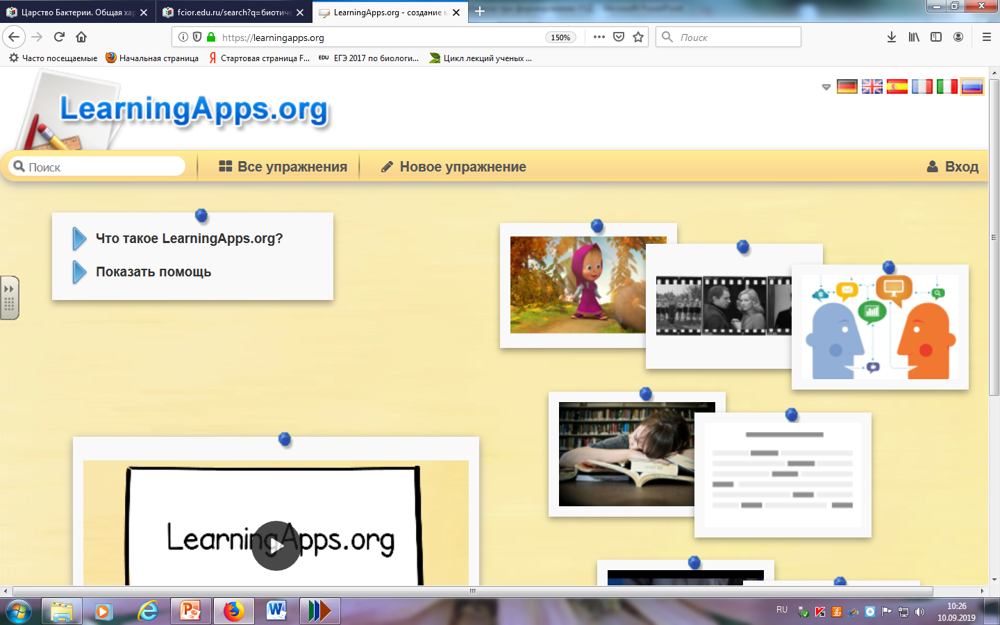 Царство Бактерии. Общая хар
fcior.edu.ru/search?q=биотиче
LearningApps.org - создание м
https://learningapps.org
150%
Поиск
Часто посещаемые
Начальная страница
Стартовая страница F...
EDU ЕГЭ 2017 по биологи...
Цикл лекций ученых ...
LearningApps.org
Поиск
Все упражнения
Новое упражнение
Вход
Что такое LearningApps.org?
Показать помощь
LearningApps.org
RU
10:26
10.09.2019